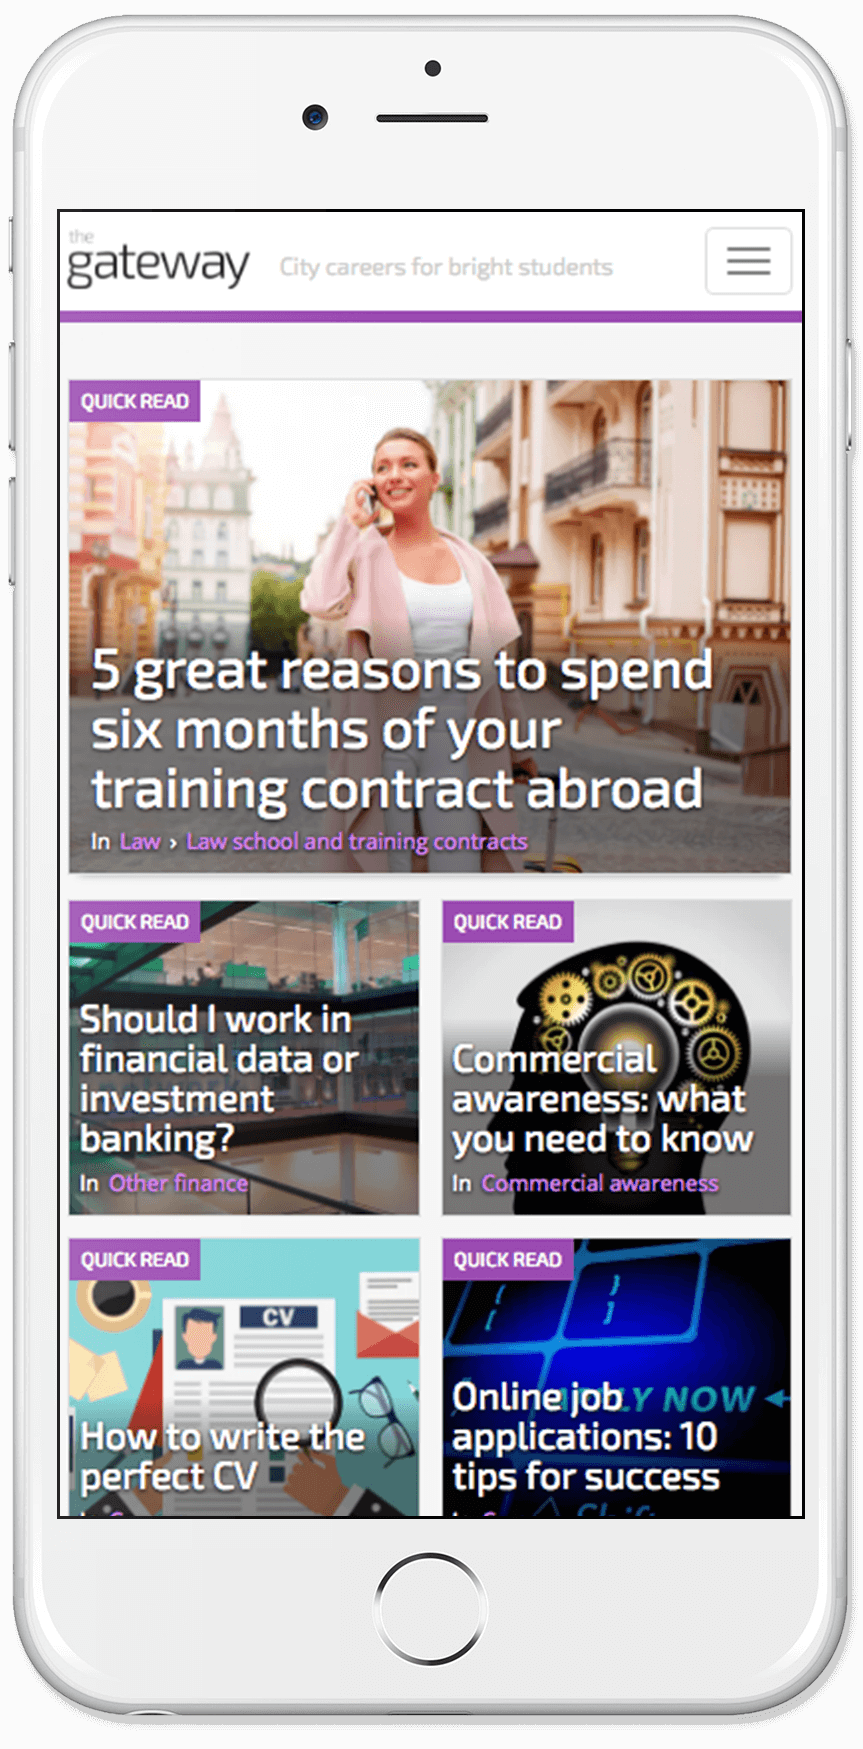 the
gateway
City careers for bright students
QUICK READ
5 great reasons to spend
six months of your
training contract abroad
In Law › Law school and training contracts
QUICK READ
Should I work in
financial data or
investment
banking?
In Other finance
QUICK READ
Commercial
awareness: what
you need to know
In Commercial awareness
QUICK READ
CV
How to write the
perfect CV
QUICK READ
NOW
Online job
applications: 10
tips for success
Shift